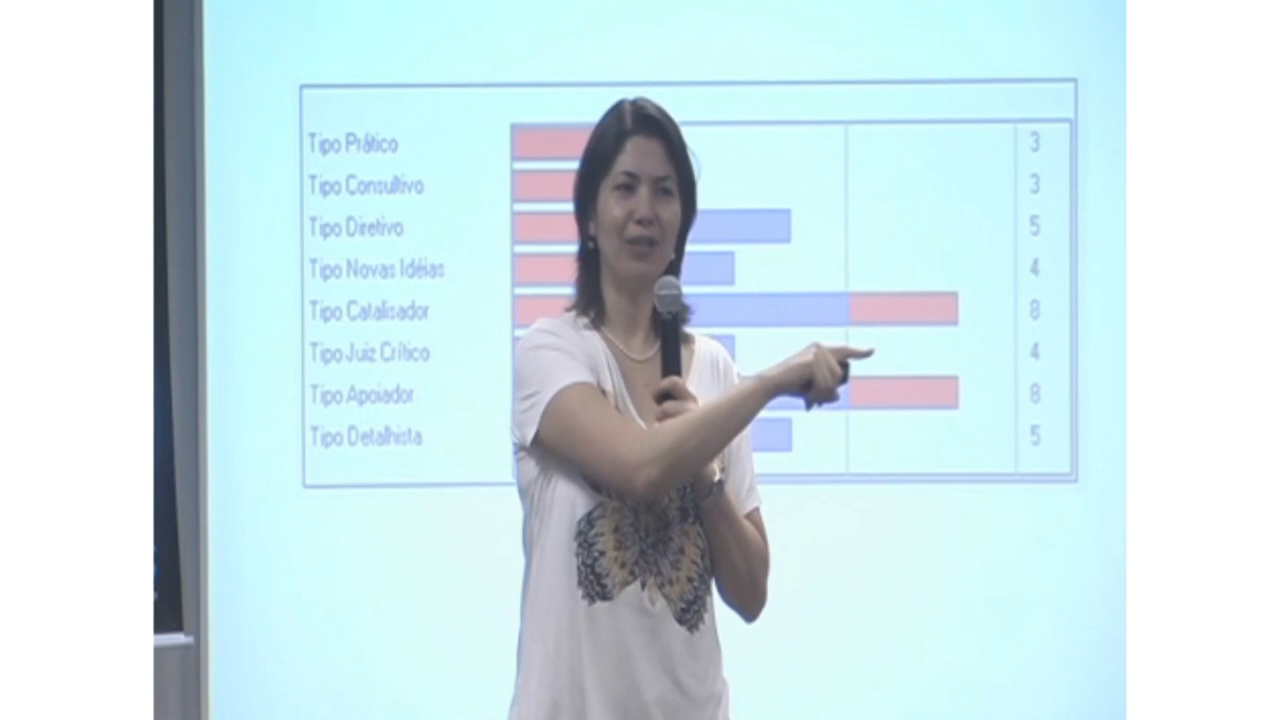 Tipo Prático 3
Tipo Consultivo 3
Tipo Diretivo 5
Tipo Novas Idéias 4
Tipo Catalisador 8
Tipo Juiz Crítico 4
Tipo Apoiador 8
Tipo Detalhista 5